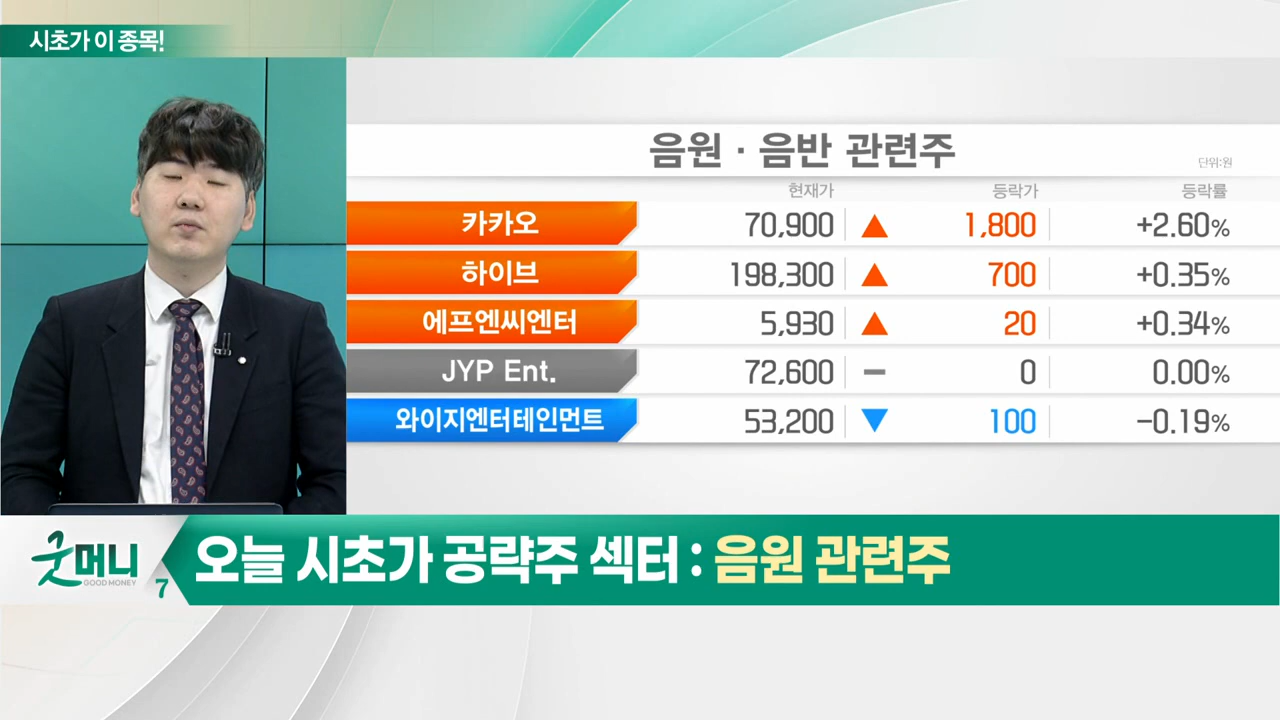 시초가 이 종목!
음원 · 음반 관련주
단위:원
현재가 등락가 등락률
카카오 70,900 ▲ 1,800 +2.60%
하이브 198,300 ▲ 700 +0.35%
에프엔씨엔터 5,930 ▲ 20 +0.34%
JYP Ent. 72,600 – 0 0.00%
와이지엔터테인먼트 53,200 ▼ 100 -0.19%
굿머니
GOOD MONEY
7
오늘 시초가 공략주 섹터 : 음원 관련주